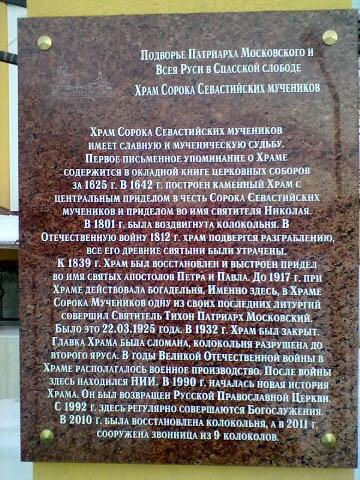 Подворье Патриарха Московского и
Всея Руси в Спасской слободе
Храм Сорока Севастийских мучеников
Храм Сорока Севастийских мучеников
имеет славную и мученическую судьбу.
Первое письменное упоминание о Храме
содержится в окладной книге церковных соборов
за 1625 г. В 1642 г. построен каменный Храм с
центральным приделом в честь Сорока Севастийских
мучеников и приделом во имя святителя Николая.
В 1801 г. была воздвигнута колокольня. В
Отечественную войну 1812 г. храм подвергся разграблению,
все его древние святыни были утрачены.
К 1839 г. Храм был восстановлен и выстроен придел
во имя святых апостолов Петра и Павла. До 1917 г. при
Храме действовала богадельня. Именно здесь, в Храме
Сорока Мучеников одну из своих последних литургий
совершил Святитель Тихон Патриарх Московский.
Было это 22.03.1925 года. В 1932 г. Храм был закрыт.
Главка Храма была сломана, колокольня разрушена до
второго яруса. В годы Великой Отечественной войны в
Храме располагалось военное производство. После войны
здесь находился НИИ. В 1990 г. началась новая история
Храма. Он был возвращен Русской Православной Церкви.
С 1992 г. здесь регулярно совершаются Богослужения.
В 2010 г. была восстановлена колокольня, а в 2011 г.
сооружена звонница из 9 колоколов.